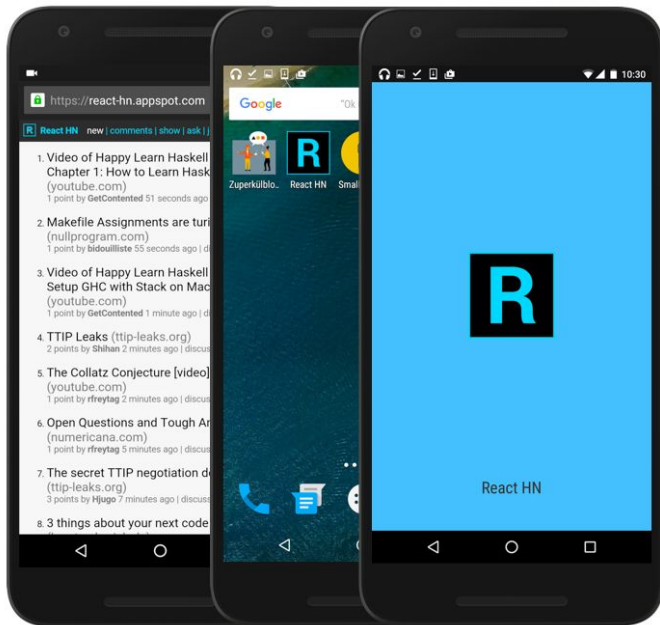 https://react-hn.appspot.com
R React HN new | comments | show | ask | j
1. Video of Happy Learn Haskell
Chapter 1: How to Learn Hask
(youtube.com)
1 point by GetContented 51 seconds ago
2. Makefile Assignments are turi
(nullprogram.com)
1 point by bidouilliste 55 seconds ago | di
3. Video of Happy Learn Haskell
Setup GHC with Stack on Mac
(youtube.com)
1 point by GetContented 1 minute ago | d
4. TTIP Leaks (ttip-leaks.org)
2 points by Shihan 2 minutes ago | discus
5. The Collatz Conjecture [video]
(youtube.com)
1 point by rfreytag 2 minutes ago | discus
6. Open Questions and Tough Ar
(numericana.com)
1 point by rfreytag 5 minutes ago | discus
7. The secret TTIP negotiation do
(ttip-leaks.org)
3 points by Hjugo 7 minutes ago | discuss
8. 3 things about your next code
Google "Ok
R
Zuperkülblo.. React HN Small
10:30
R
React HN